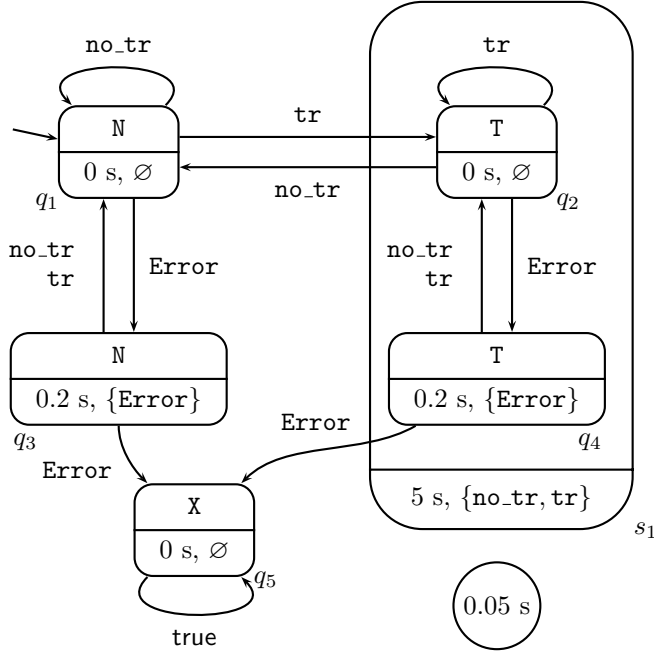 no_tr
tr
N
0 s, ∅
q1
tr
no_tr
T
0 s, ∅
q2
no_tr
tr
Error
no_tr
tr
Error
N
0.2 s, {Error}
q3
T
0.2 s, {Error}
q4
Error
Error
X
0 s, ∅
q5
true
5 s, {no_tr, tr}
s1
0.05 s